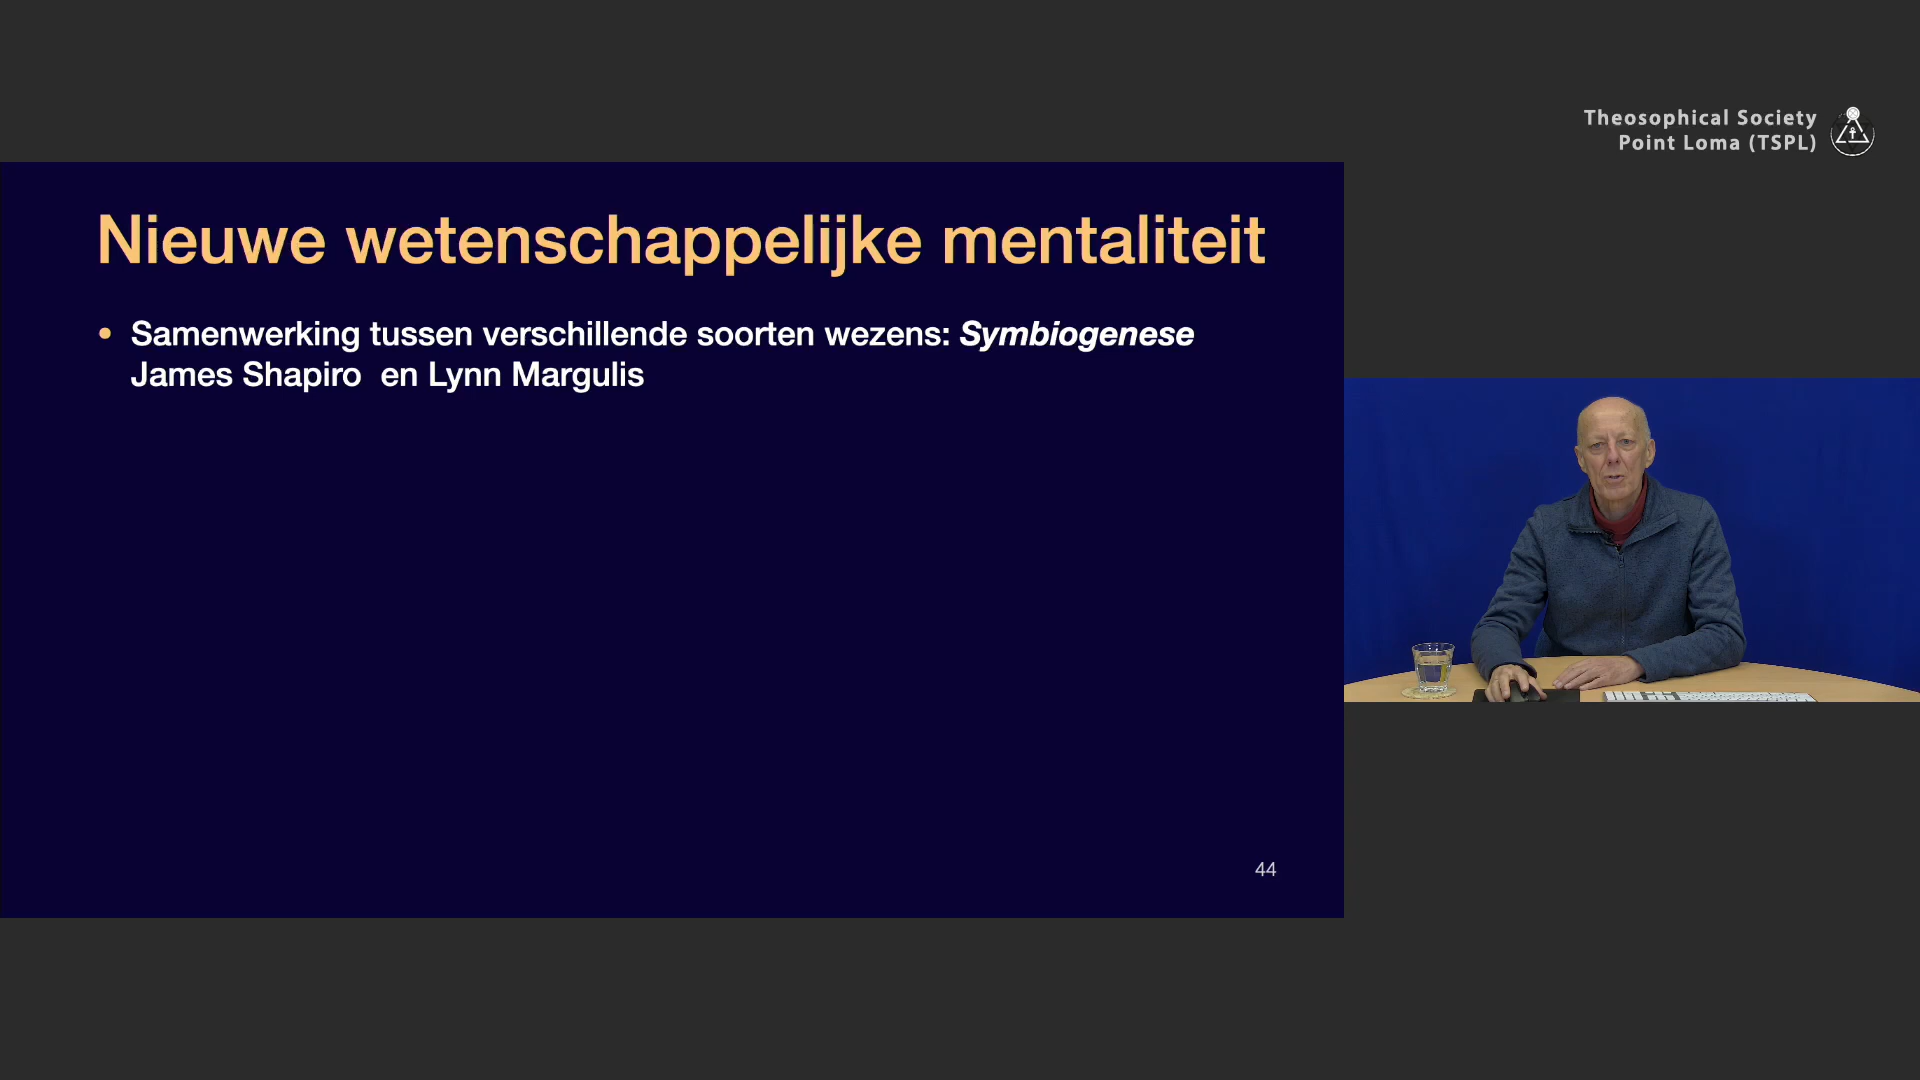 Theosophical Society
Point Loma (TSPL)
Nieuwe wetenschappelijke mentaliteit
• Samenwerking tussen verschillende soorten wezens: Symbiogenese
James Shapiro en Lynn Margulis
44